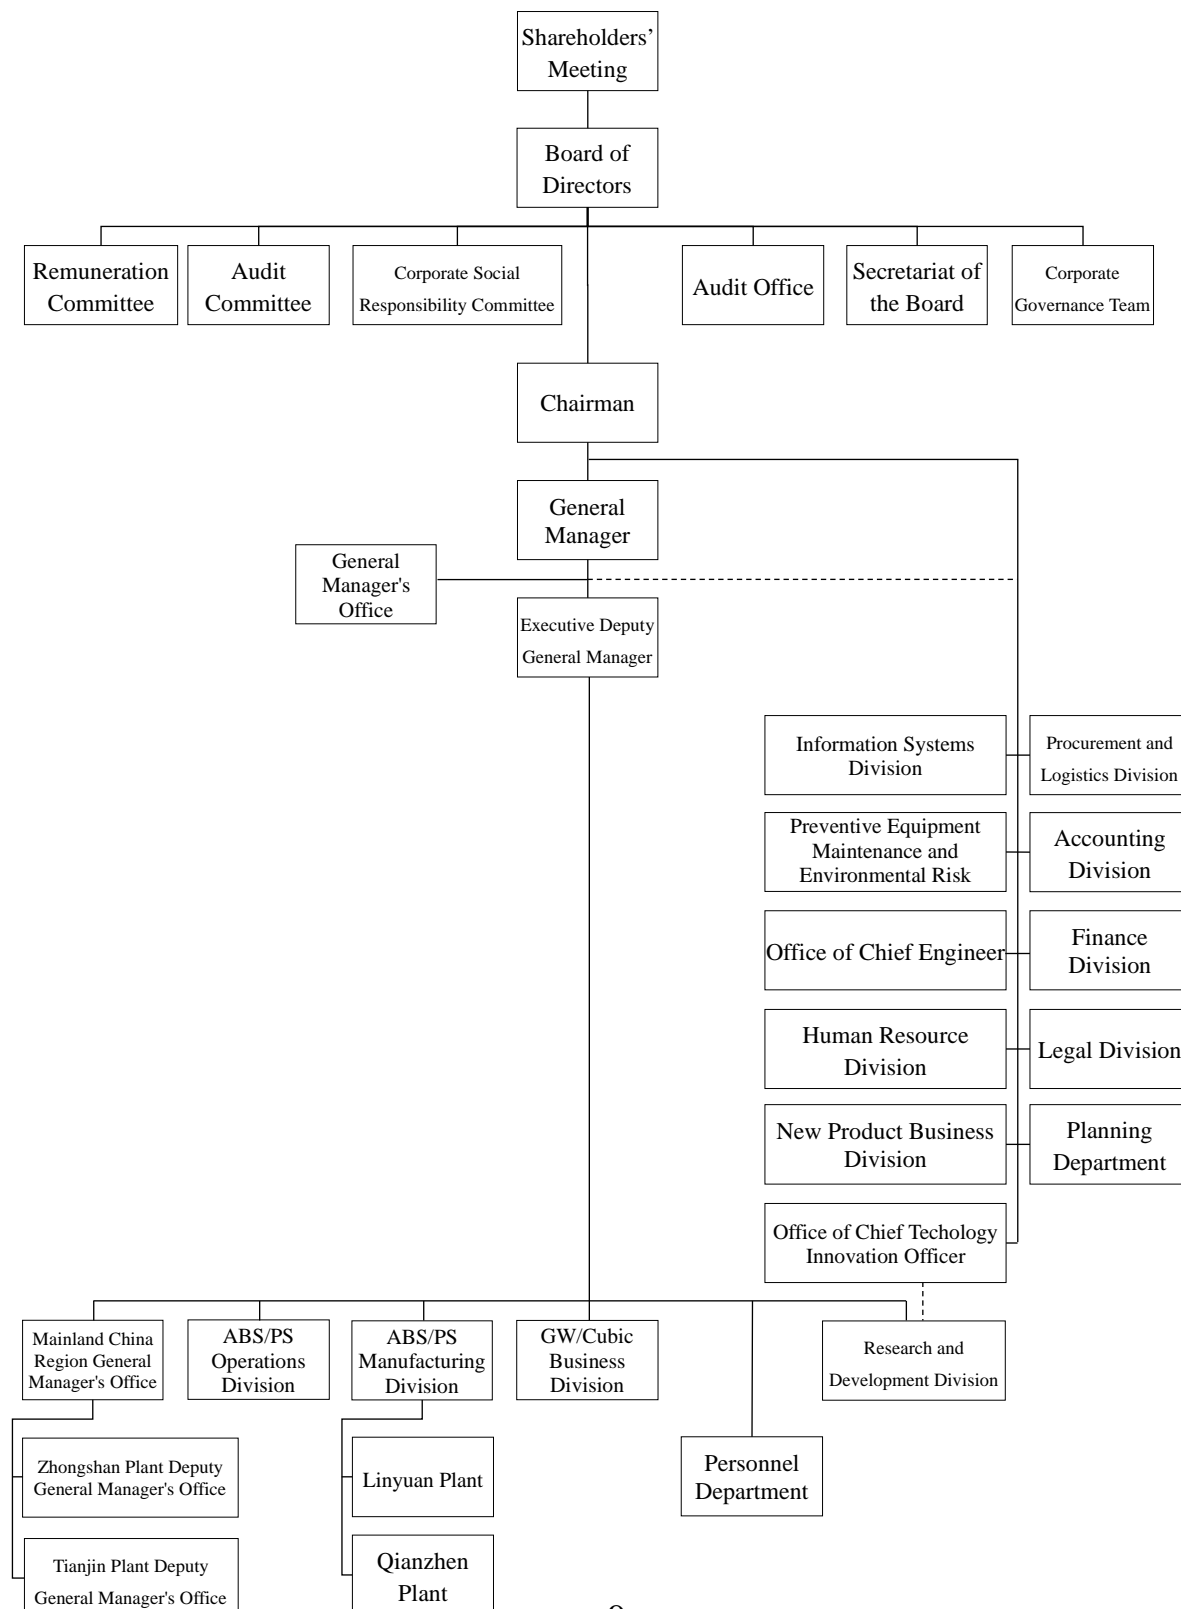 Shareholders’
Meeting
Board of
Directors
Remuneration
Committee
Audit
Committee
Corporate Social
Responsibility Committee
Audit Office
Secretariat of
the Board
Corporate
Governance Team
Chairman
General
Manager
General
Manager's
Office
Executive Deputy
General Manager
Information Systems
Division
Procurement and
Logistics Division
Preventive Equipment
Maintenance and
Environmental Risk
Accounting
Division
Office of Chief Engineer
Finance
Division
Human Resource
Division
Legal Division
New Product Business
Division
Planning
Department
Office of Chief Techology
Innovation Officer
Mainland China
Region General
Manager's Office
ABS/PS
Operations
Division
ABS/PS
Manufacturing
Division
GW/Cubic
Business
Division
Research and
Development Division
Zhongshan Plant Deputy
General Manager's Office
Linyuan Plant
Personnel
Department
Tianjin Plant Deputy
General Manager's Office
Qianzhen
Plant